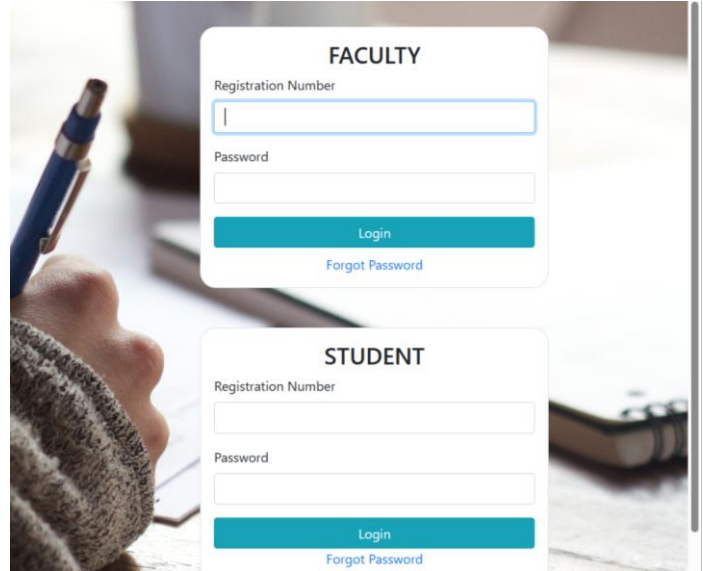 FACULTY
Registration Number
Password
Login
Forgot Password
STUDENT
Registration Number
Password
Login
Forgot Password